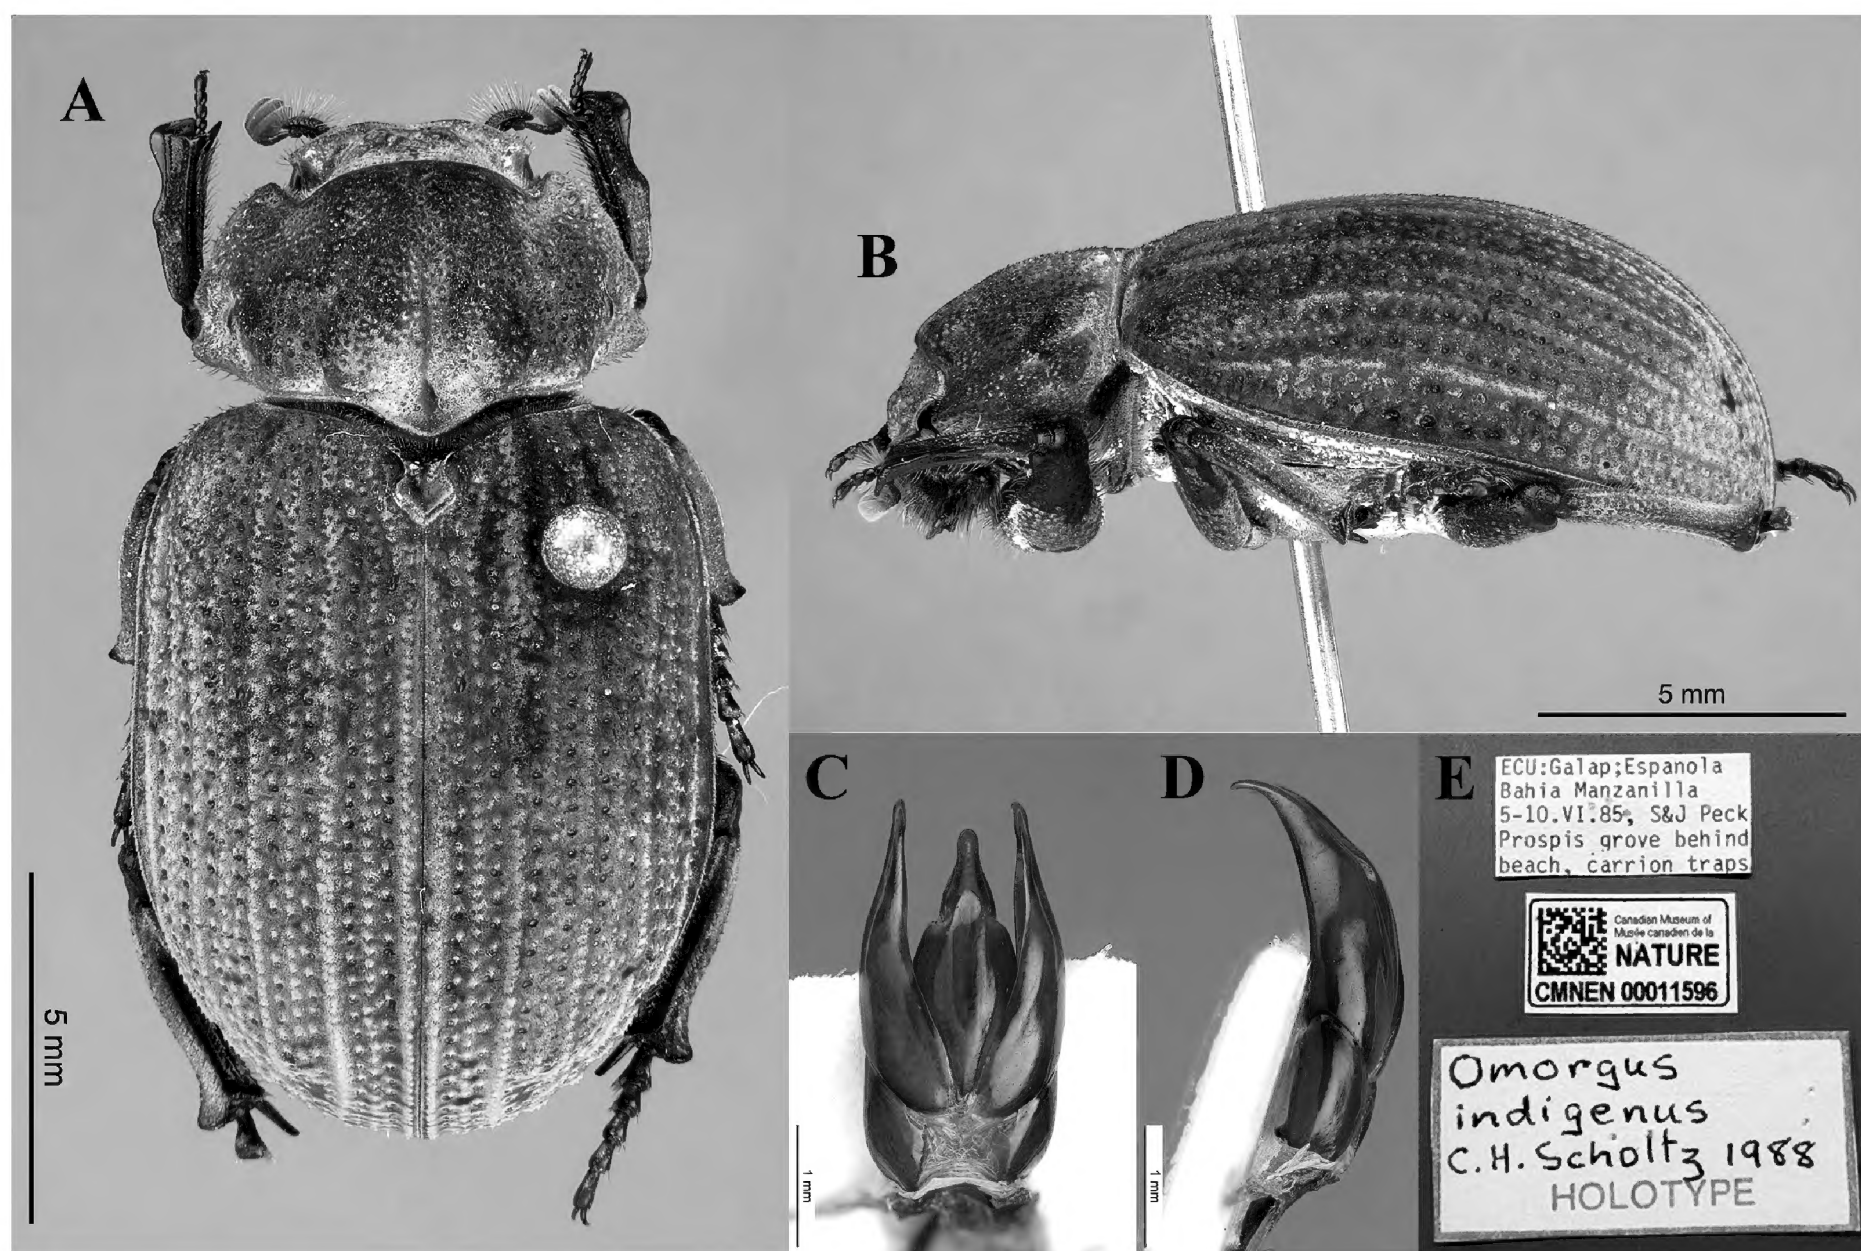 A
B
5 mm
5 mm
C
D
E
1 mm
1 mm
ECU:Galap;Espanola
Bahia Manzanilla
5-10.VI.85, S&J Peck
Prospis grove behind
beach, carrion traps
Canadian Museum of
Musée canadien de la
NATURE
CMNEN 00011596
Omorgus
indigenus
C.H.Scholtz 1988
HOLOTYPE